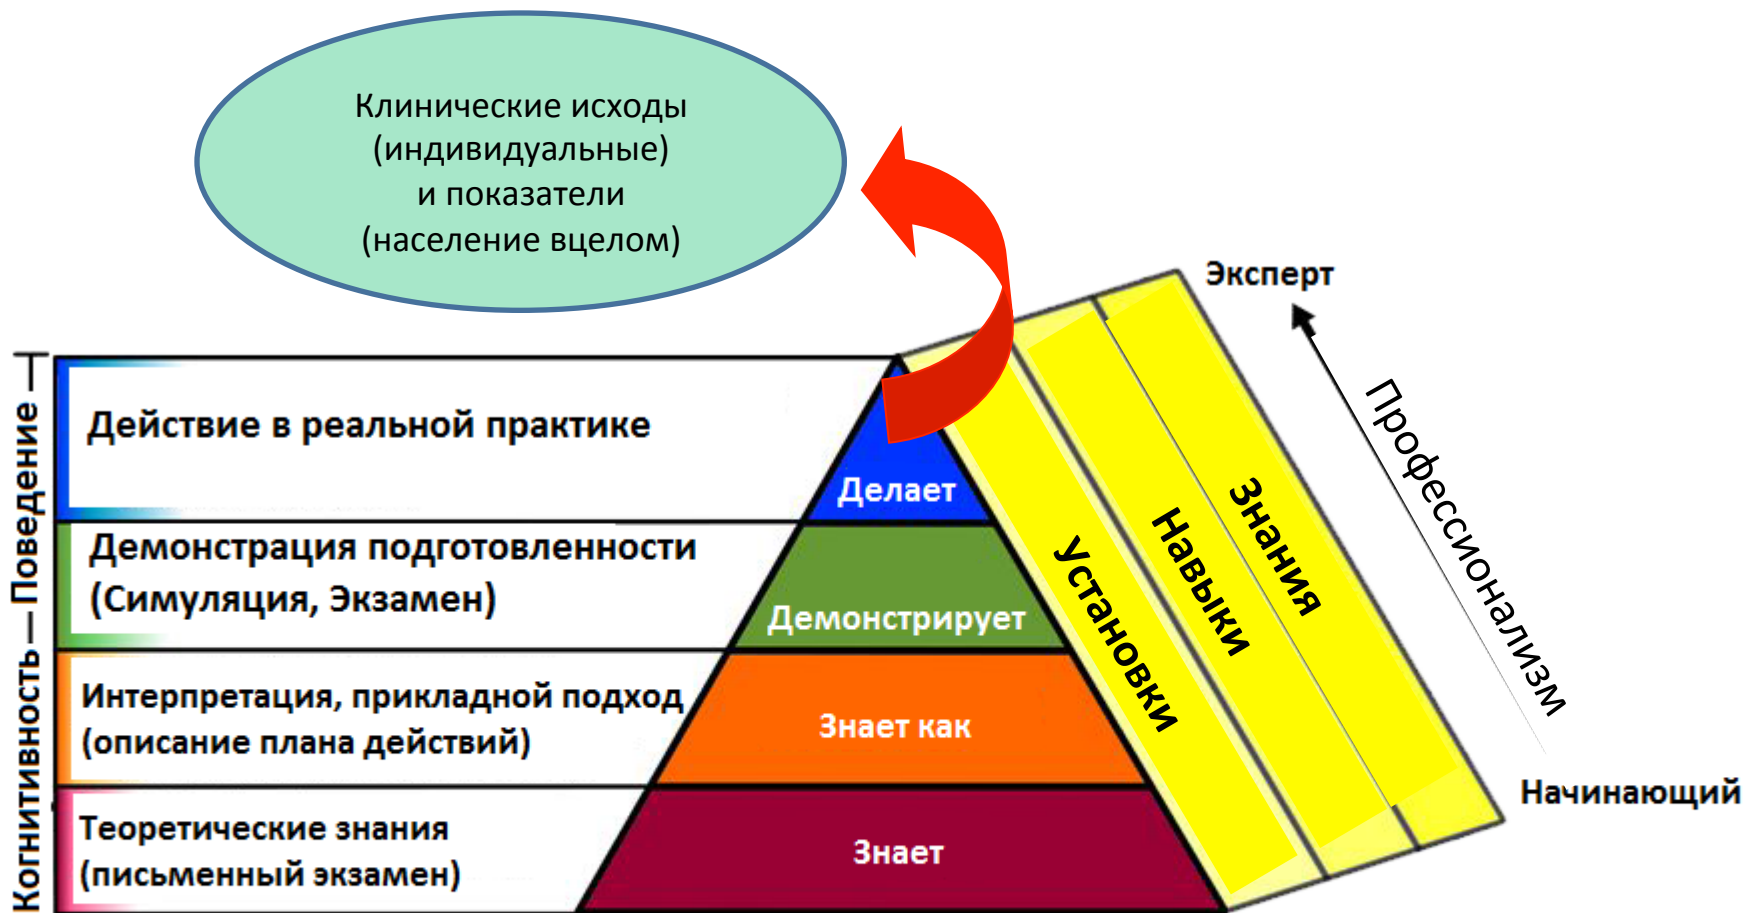 Клинические исходы
(индивидуальные)
и показатели
(население вцелом)
Эксперт
Профессионализм
Начинающий
Когнитивность — Поведение
Действие в реальной практике
Делает
Демонстрация подготовленности
(Симуляция, Экзамен)
Демонстрирует
Интерпретация, прикладной подход
(описание плана действий)
Знает как
Теоретические знания
(письменный экзамен)
Знает
Установки
Навыки
Знания